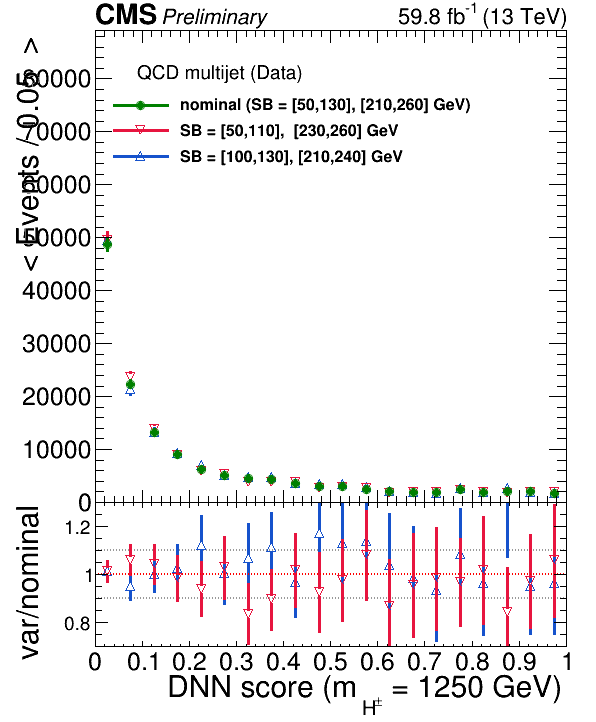 CMS Preliminary 59.8 fb-1 (13 TeV)
< Events / 0.05 >
QCD multijet (Data)
nominal (SB = [50,130], [210,260] GeV)
SB = [50,110], [230,260] GeV
SB = [100,130], [210,240] GeV
80000
70000
60000
50000
40000
30000
20000
10000
0
var/nominal
1.2
1
0.8
0 0.1 0.2 0.3 0.4 0.5 0.6 0.7 0.8 0.9 1
DNN score (m H± = 1250 GeV)